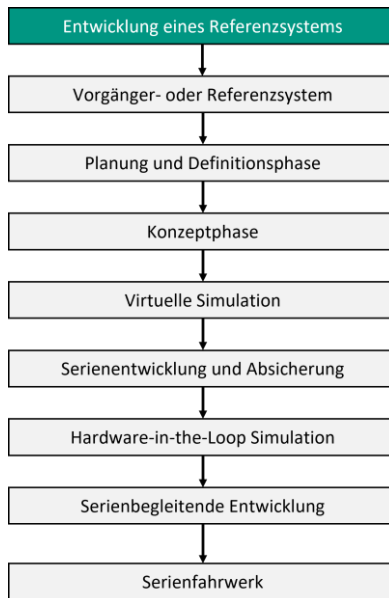 Entwicklung eines Referenzsystems
Vorgänger- oder Referenzsystem
Planung und Definitionsphase
Konzeptphase
Virtuelle Simulation
Serienentwicklung und Absicherung
Hardware-in-the-Loop Simulation
Serienbegleitende Entwicklung
Serienfahrwerk